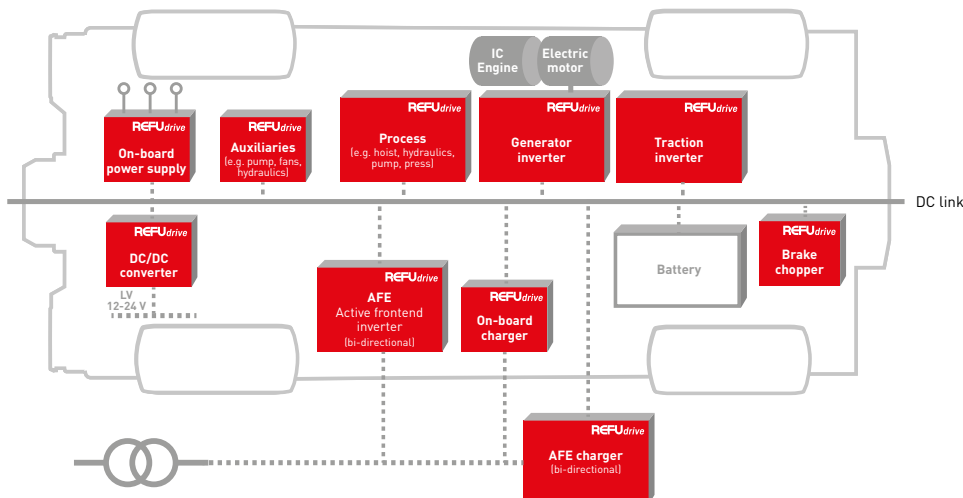 IC
Engine
Electric
motor
REFUdrive
On-board
power supply
REFUdrive
Auxiliaries
(e.g. pump, fans,
hydraulics)
REFUdrive
Process
(e.g. hoist, hydraulics,
pump, press)
REFUdrive
Generator
inverter
REFUdrive
Traction
inverter
DC link
REFUdrive
DC/DC
converter
LV
12-24 V
REFUdrive
AFE
Active frontend
inverter
(bi-directional)
REFUdrive
On-board
charger
Battery
REFUdrive
Brake
chopper
REFUdrive
AFE charger
(bi-directional)